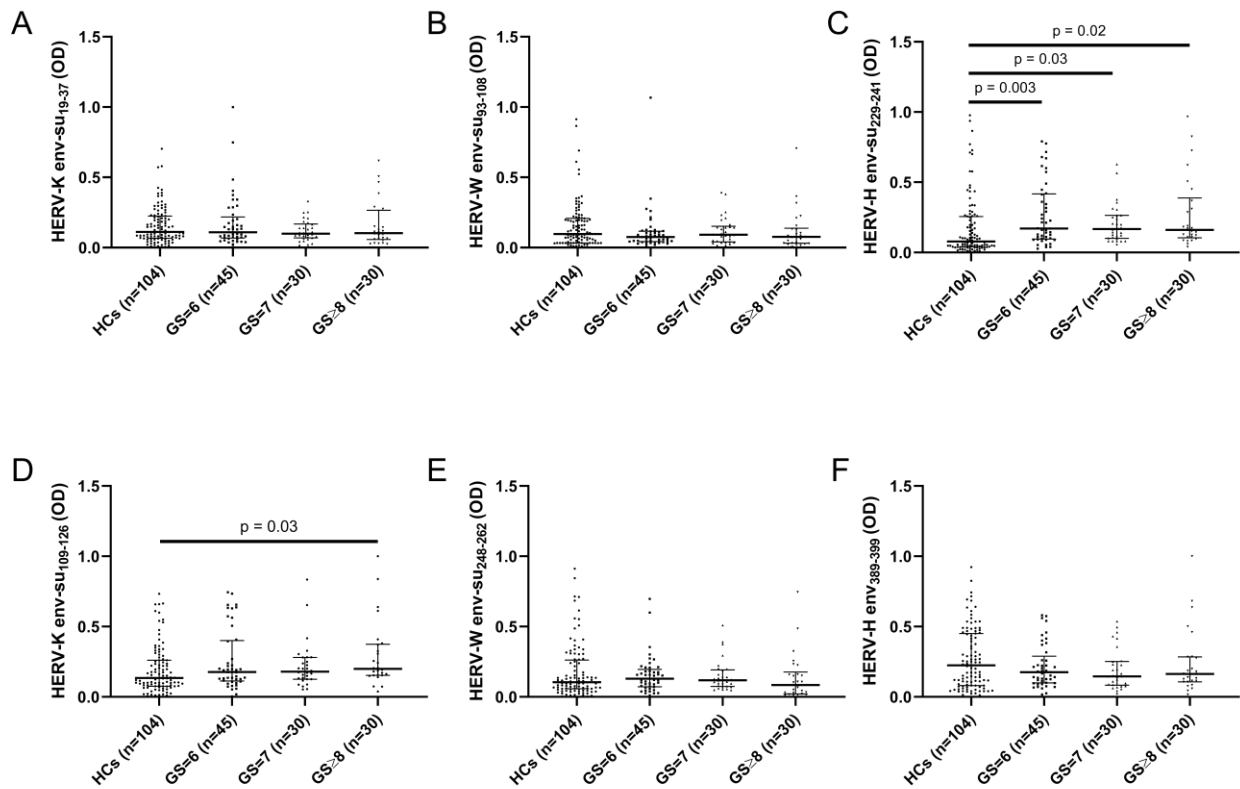 A
HERV-K env-su19-37 (OD)
1.5
1.0
0.5
0.0
HCs (n=104)
GS=6 (n=45)
GS=7 (n=30)
GS≥8 (n=30)
B
HERV-W env-su93-108 (OD)
1.5
1.0
0.5
0.0
HCs (n=104)
GS=6 (n=45)
GS=7 (n=30)
GS≥8 (n=30)
C
HERV-H env-su229-241 (OD)
1.5
1.0
0.5
0.0
p = 0.02
p = 0.03
p = 0.003
HCs (n=104)
GS=6 (n=45)
GS=7 (n=30)
GS≥8 (n=30)
D
HERV-K env-su109-126 (OD)
1.5
1.0
0.5
0.0
p = 0.03
HCs (n=104)
GS=6 (n=45)
GS=7 (n=30)
GS≥8 (n=30)
E
HERV-W env-su248-262 (OD)
1.5
1.0
0.5
0.0
HCs (n=104)
GS=6 (n=45)
GS=7 (n=30)
GS≥8 (n=30)
F
HERV-H env389-399 (OD)
1.5
1.0
0.5
0.0
HCs (n=104)
GS=6 (n=45)
GS=7 (n=30)
GS≥8 (n=30)